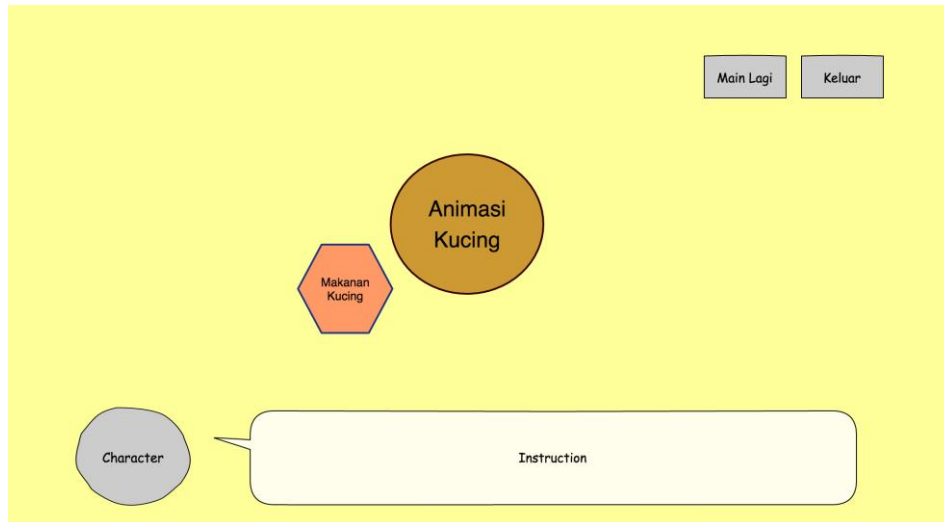 Main Lagi
Keluar
Animasi
Kucing
Makanan
Kucing
Character
Instruction